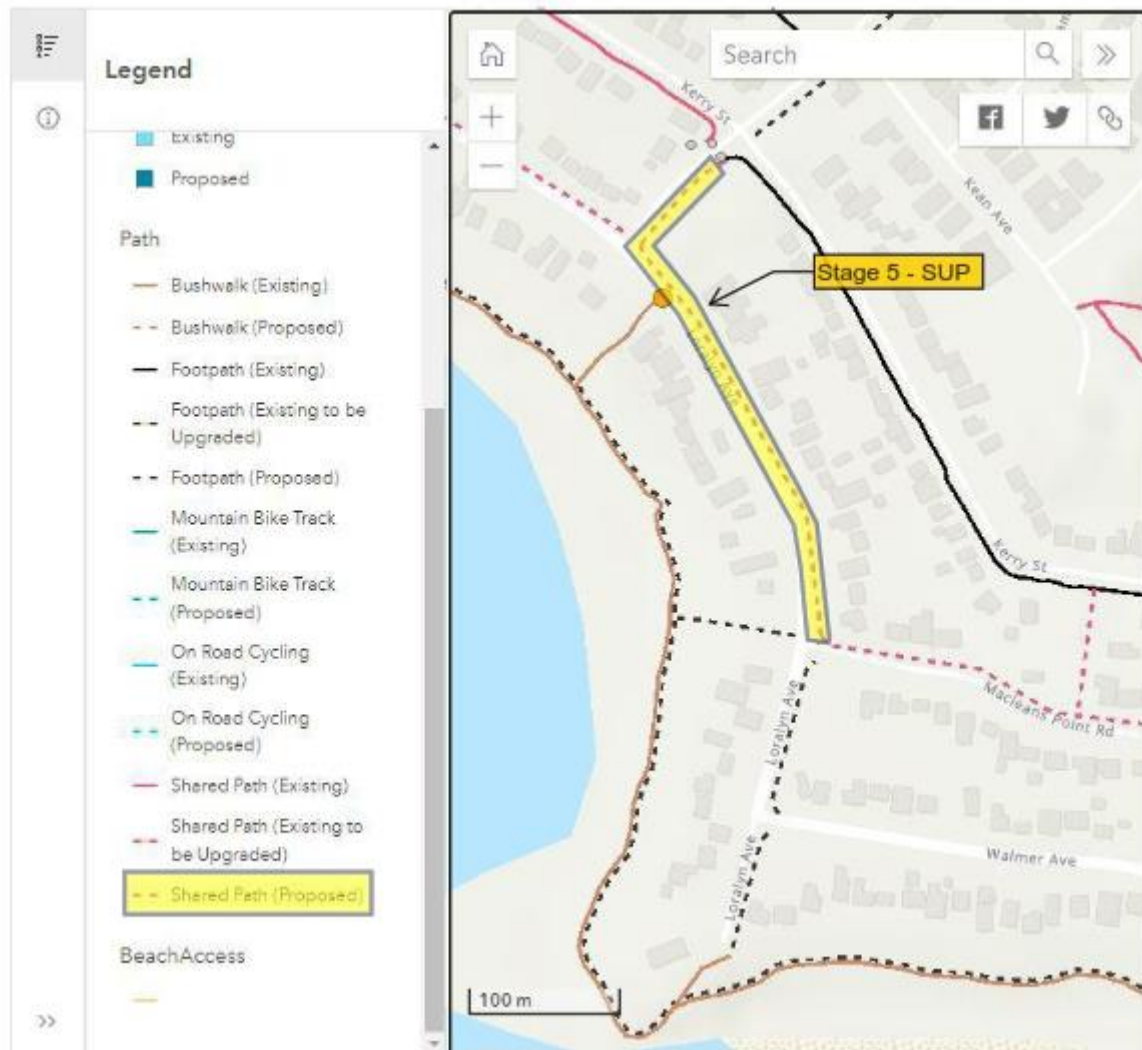 Legend
Existing
Proposed
Path
Bushwalk (Existing)
Bushwalk (Proposed)
Footpath (Existing)
Footpath (Existing to be
Upgraded)
Footpath (Proposed)
Mountain Bike Track
(Existing)
Mountain Bike Track
(Proposed)
On Road Cycling
(Existing)
On Road Cycling
(Proposed)
Shared Path (Existing)
Shared Path (Existing to
be Upgraded)
Shared Path (Proposed)
BeachAccess
Search
Kerry St
Kean Ave
Stage 5 - SUP
Loralyn Ave
Kerry St
Macleans Point Rd
Loralyn Ave
Walmer Ave
Loralyn Ave
100 m